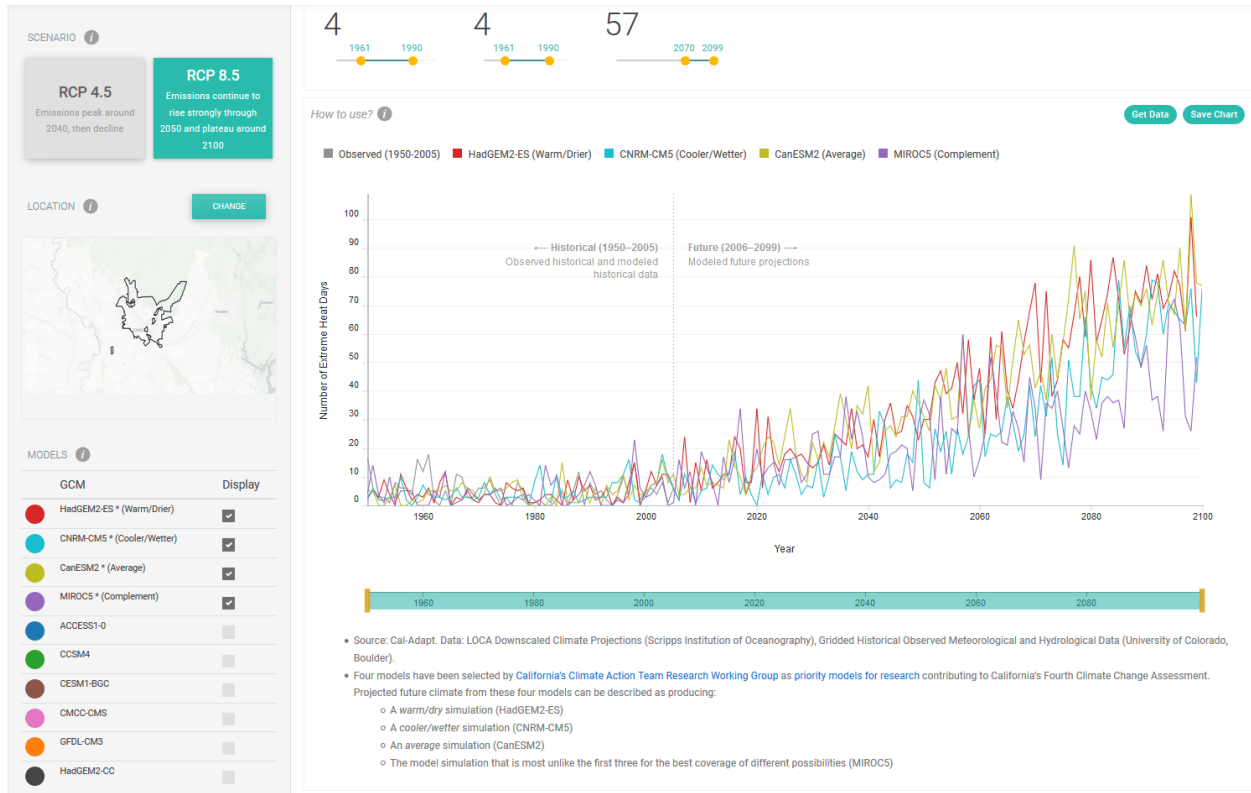 SCENARIO
RCP 4.5
Emissions peak around
2040, then decline
RCP 8.5
Emissions continue to
rise strongly through
2050 and plateau around
2100
LOCATION
CHANGE
MODELS
GCM Display
HadGEM2-ES * (Warm/Drier)
CNRM-CM5 * (Cooler/Wetter)
CanESM2 * (Average)
MIROC5 * (Complement)
ACCESS1-0
CCSM4
CESM1-BGC
CMCC-CMS
GFDL-CM3
HadGEM2-CC
4 4 57
1961 1990 1961 1990 2070 2099
How to use?
Get Data Save Chart
Observed (1950-2005) HadGEM2-ES (Warm/Drier) CNRM-CM5 (Cooler/Wetter) CanESM2 (Average) MIROC5 (Complement)
Number of Extreme Heat Days
100
90
80
70
60
50
40
30
20
10
0
Historical (1950–2005)
Observed historical and modeled
historical data
Future (2006–2099)
Modeled future projections
1960 1980 2000 2020 2040 2060 2080 2100
Year
1960 1980 2000 2020 2040 2060 2080
Source: Cal-Adapt. Data: LOCA Downscaled Climate Projections (Scripps Institution of Oceanography), Gridded Historical Observed Meteorological and Hydrological Data (University of Colorado,
Boulder).
Four models have been selected by California's Climate Action Team Research Working Group as priority models for research contributing to California's Fourth Climate Change Assessment.
Projected future climate from these four models can be described as producing:
A warm/dry simulation (HadGEM2-ES)
A cooler/wetter simulation (CNRM-CM5)
An average simulation (CanESM2)
The model simulation that is most unlike the first three for the best coverage of different possibilities (MIROC5)